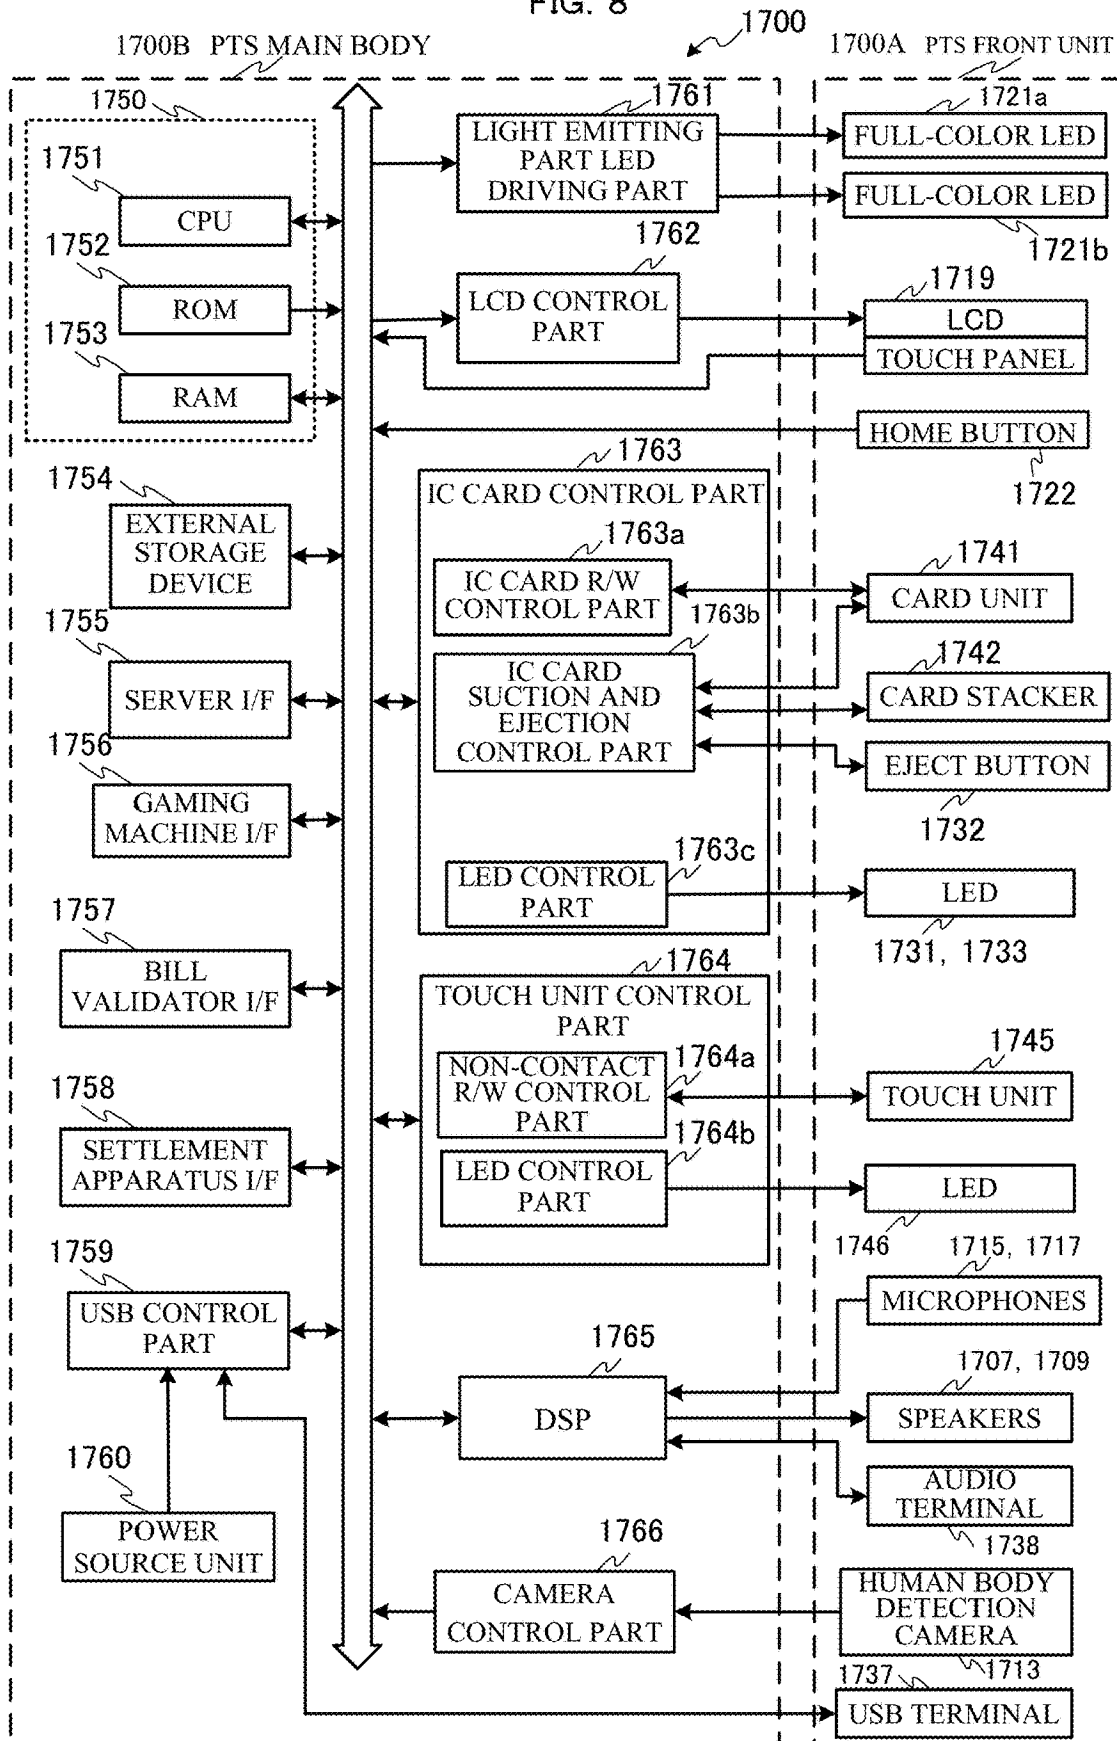 FIG. 8
1700
1700B PTS MAIN BODY
1700A PTS FRONT UNIT
1750
1751
CPU
1752
ROM
1753
RAM
1754
EXTERNAL
STORAGE
DEVICE
1755
SERVER I/F
1756
GAMING
MACHINE I/F
1757
BILL
VALIDATOR I/F
1758
SETTLEMENT
APPARATUS I/F
1759
USB CONTROL
PART
1760
POWER
SOURCE UNIT
1761
LIGHT EMITTING
PART LED
DRIVING PART
1762
LCD CONTROL
PART
1763
IC CARD CONTROL PART
1763a
IC CARD R/W
CONTROL PART
1763b
IC CARD
SUCTION AND
EJECTION
CONTROL PART
1763c
LED CONTROL
PART
1764
TOUCH UNIT CONTROL
PART
1764a
NON-CONTACT
R/W CONTROL
PART
1764b
LED CONTROL
PART
1765
DSP
1766
CAMERA
CONTROL PART
1721a
FULL-COLOR LED
FULL-COLOR LED
1721b
1719
LCD
TOUCH PANEL
HOME BUTTON
1722
1741
CARD UNIT
1742
CARD STACKER
EJECT BUTTON
1732
LED
1731, 1733
1745
TOUCH UNIT
LED
1746
1715, 1717
MICROPHONES
1707, 1709
SPEAKERS
AUDIO
TERMINAL
1738
HUMAN BODY
DETECTION
CAMERA
1713
1737
USB TERMINAL